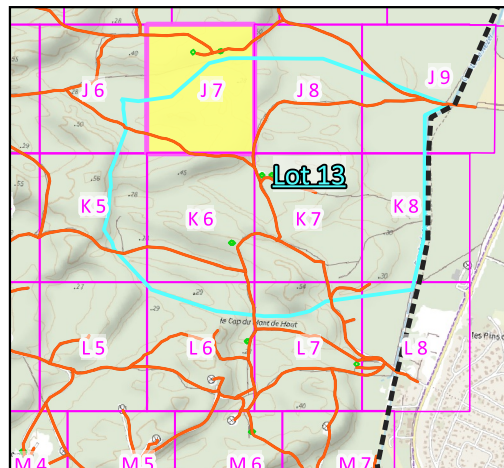 J 6
J 7
J 8
J 9
Lot 13
K 5
K 6
K 7
K 8
le Cap du Mont de Haut
les Pins d
L 5
L 6
L 7
L 8
M 4
M 5
M 6
M 7